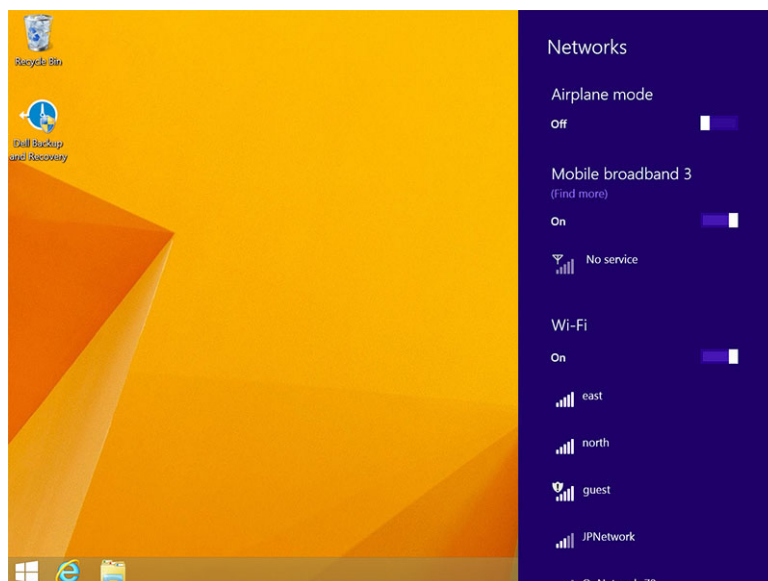 Recycle Bin
Dell Backup
and Recovery
Networks
Airplane mode
Off
Mobile broadband 3
(Find more)
On
No service
Wi-Fi
On
east
north
guest
JPNetwork